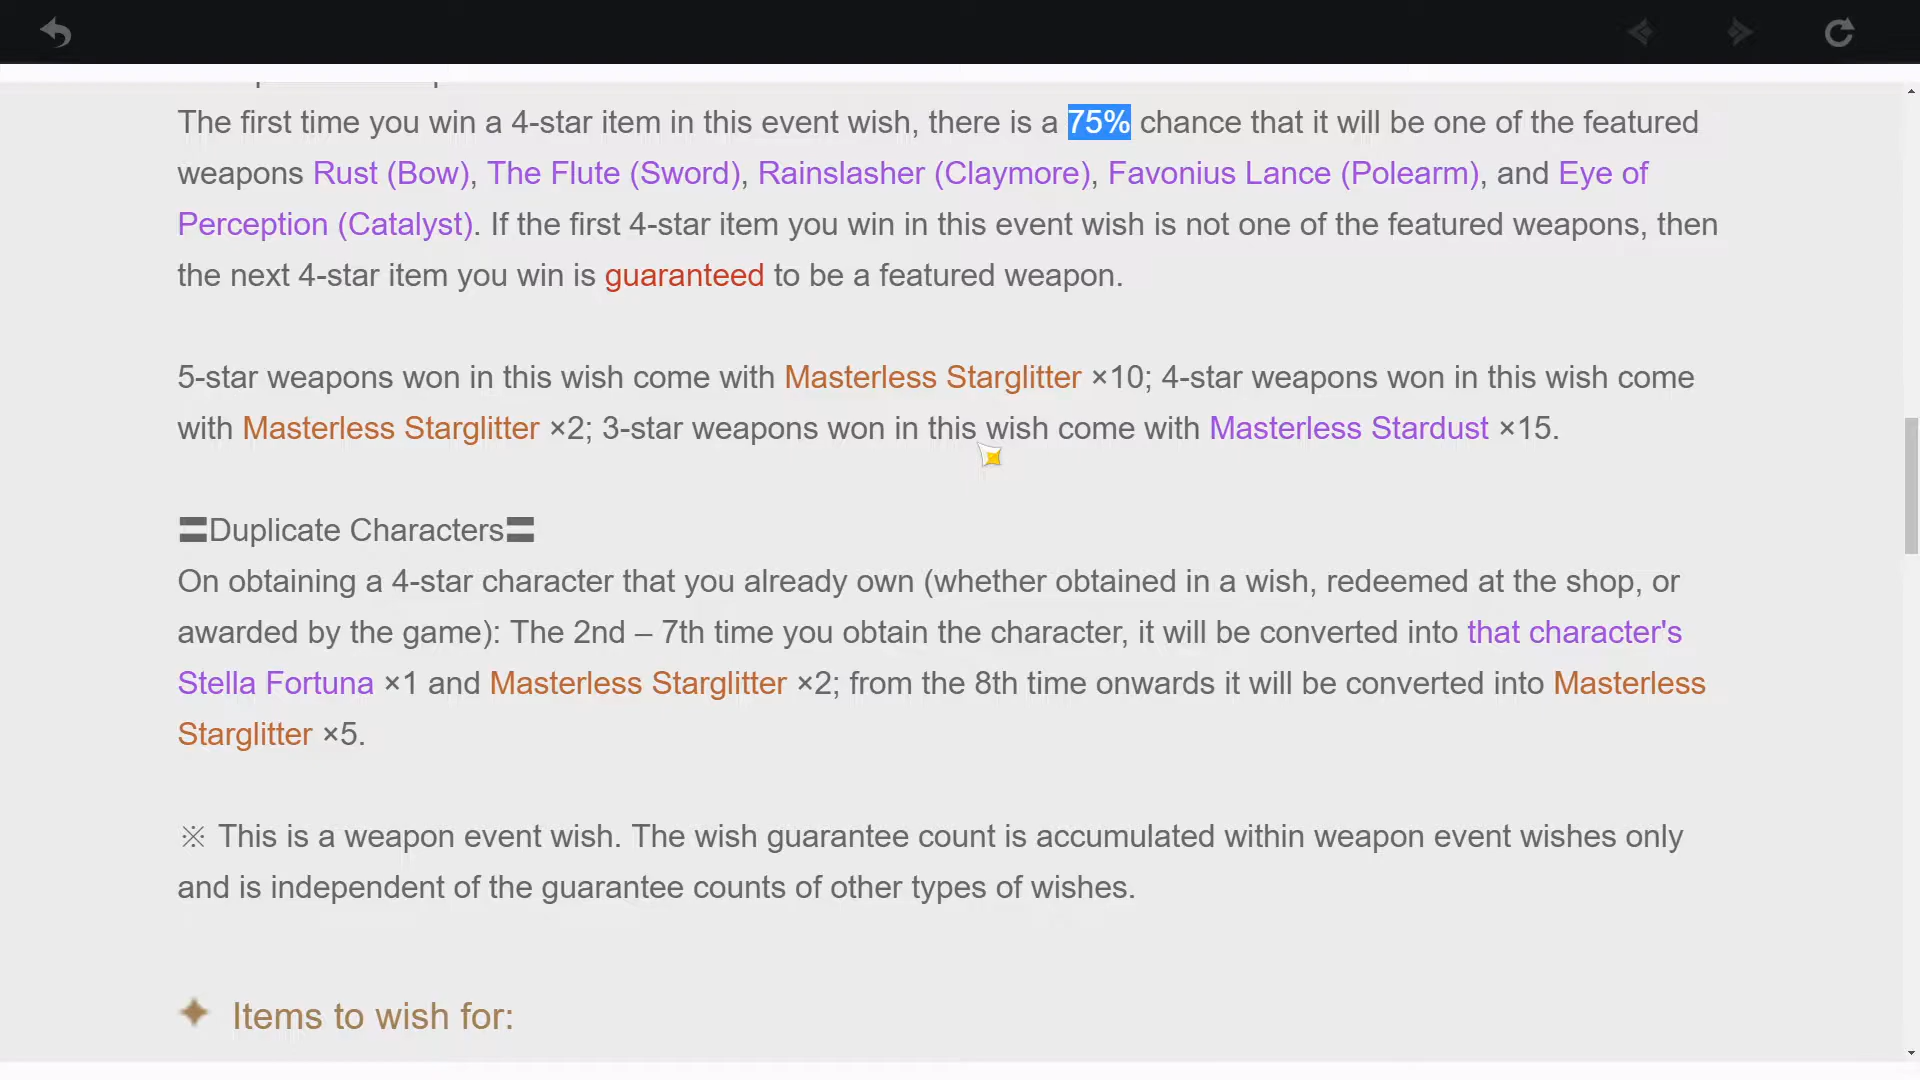 The first time you win a 4-star item in this event wish, there is a 75% chance that it will be one of the featured
weapons Rust (Bow), The Flute (Sword), Rainslasher (Claymore), Favonius Lance (Polearm), and Eye of
Perception (Catalyst). If the first 4-star item you win in this event wish is not one of the featured weapons, then
the next 4-star item you win is guaranteed to be a featured weapon.
5-star weapons won in this wish come with Masterless Starglitter ×10; 4-star weapons won in this wish come
with Masterless Starglitter ×2; 3-star weapons won in this wish come with Masterless Stardust ×15.
〓Duplicate Characters〓
On obtaining a 4-star character that you already own (whether obtained in a wish, redeemed at the shop, or
awarded by the game): The 2nd – 7th time you obtain the character, it will be converted into that character's
Stella Fortuna ×1 and Masterless Starglitter ×2; from the 8th time onwards it will be converted into Masterless
Starglitter ×5.
※ This is a weapon event wish. The wish guarantee count is accumulated within weapon event wishes only
and is independent of the guarantee counts of other types of wishes.
Items to wish for: